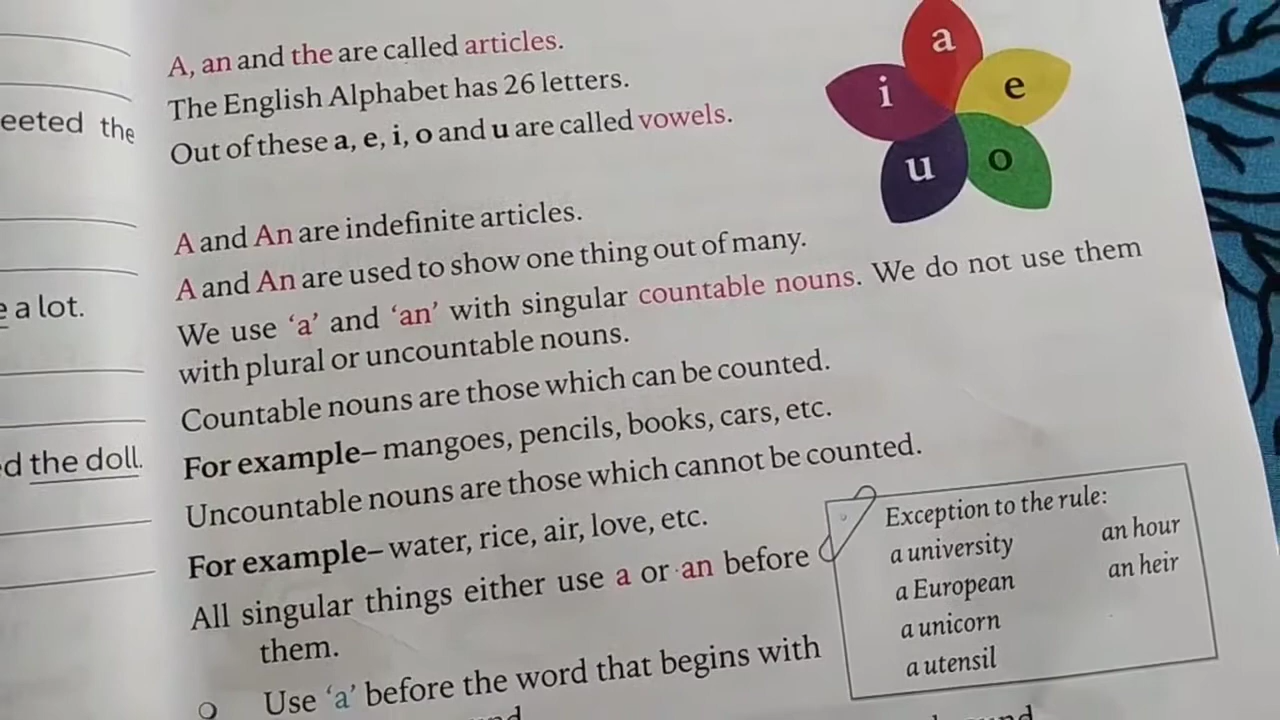 eeted the
e a lot.
d the doll.
A, an and the are called articles.
The English Alphabet has 26 letters.
Out of these a, e, i, o and u are called vowels.
a
e
i
u
o
A and An are indefinite articles.
A and An are used to show one thing out of many.
We use ‘a’ and ‘an’ with singular countable nouns. We do not use them
with plural or uncountable nouns.
Countable nouns are those which can be counted.
For example– mangoes, pencils, books, cars, etc.
Uncountable nouns are those which cannot be counted.
For example– water, rice, air, love, etc.
All singular things either use a or an before
them.
Use ‘a’ before the word that begins with
Exception to the rule:
a university an hour
a European an heir
a unicorn
a utensil